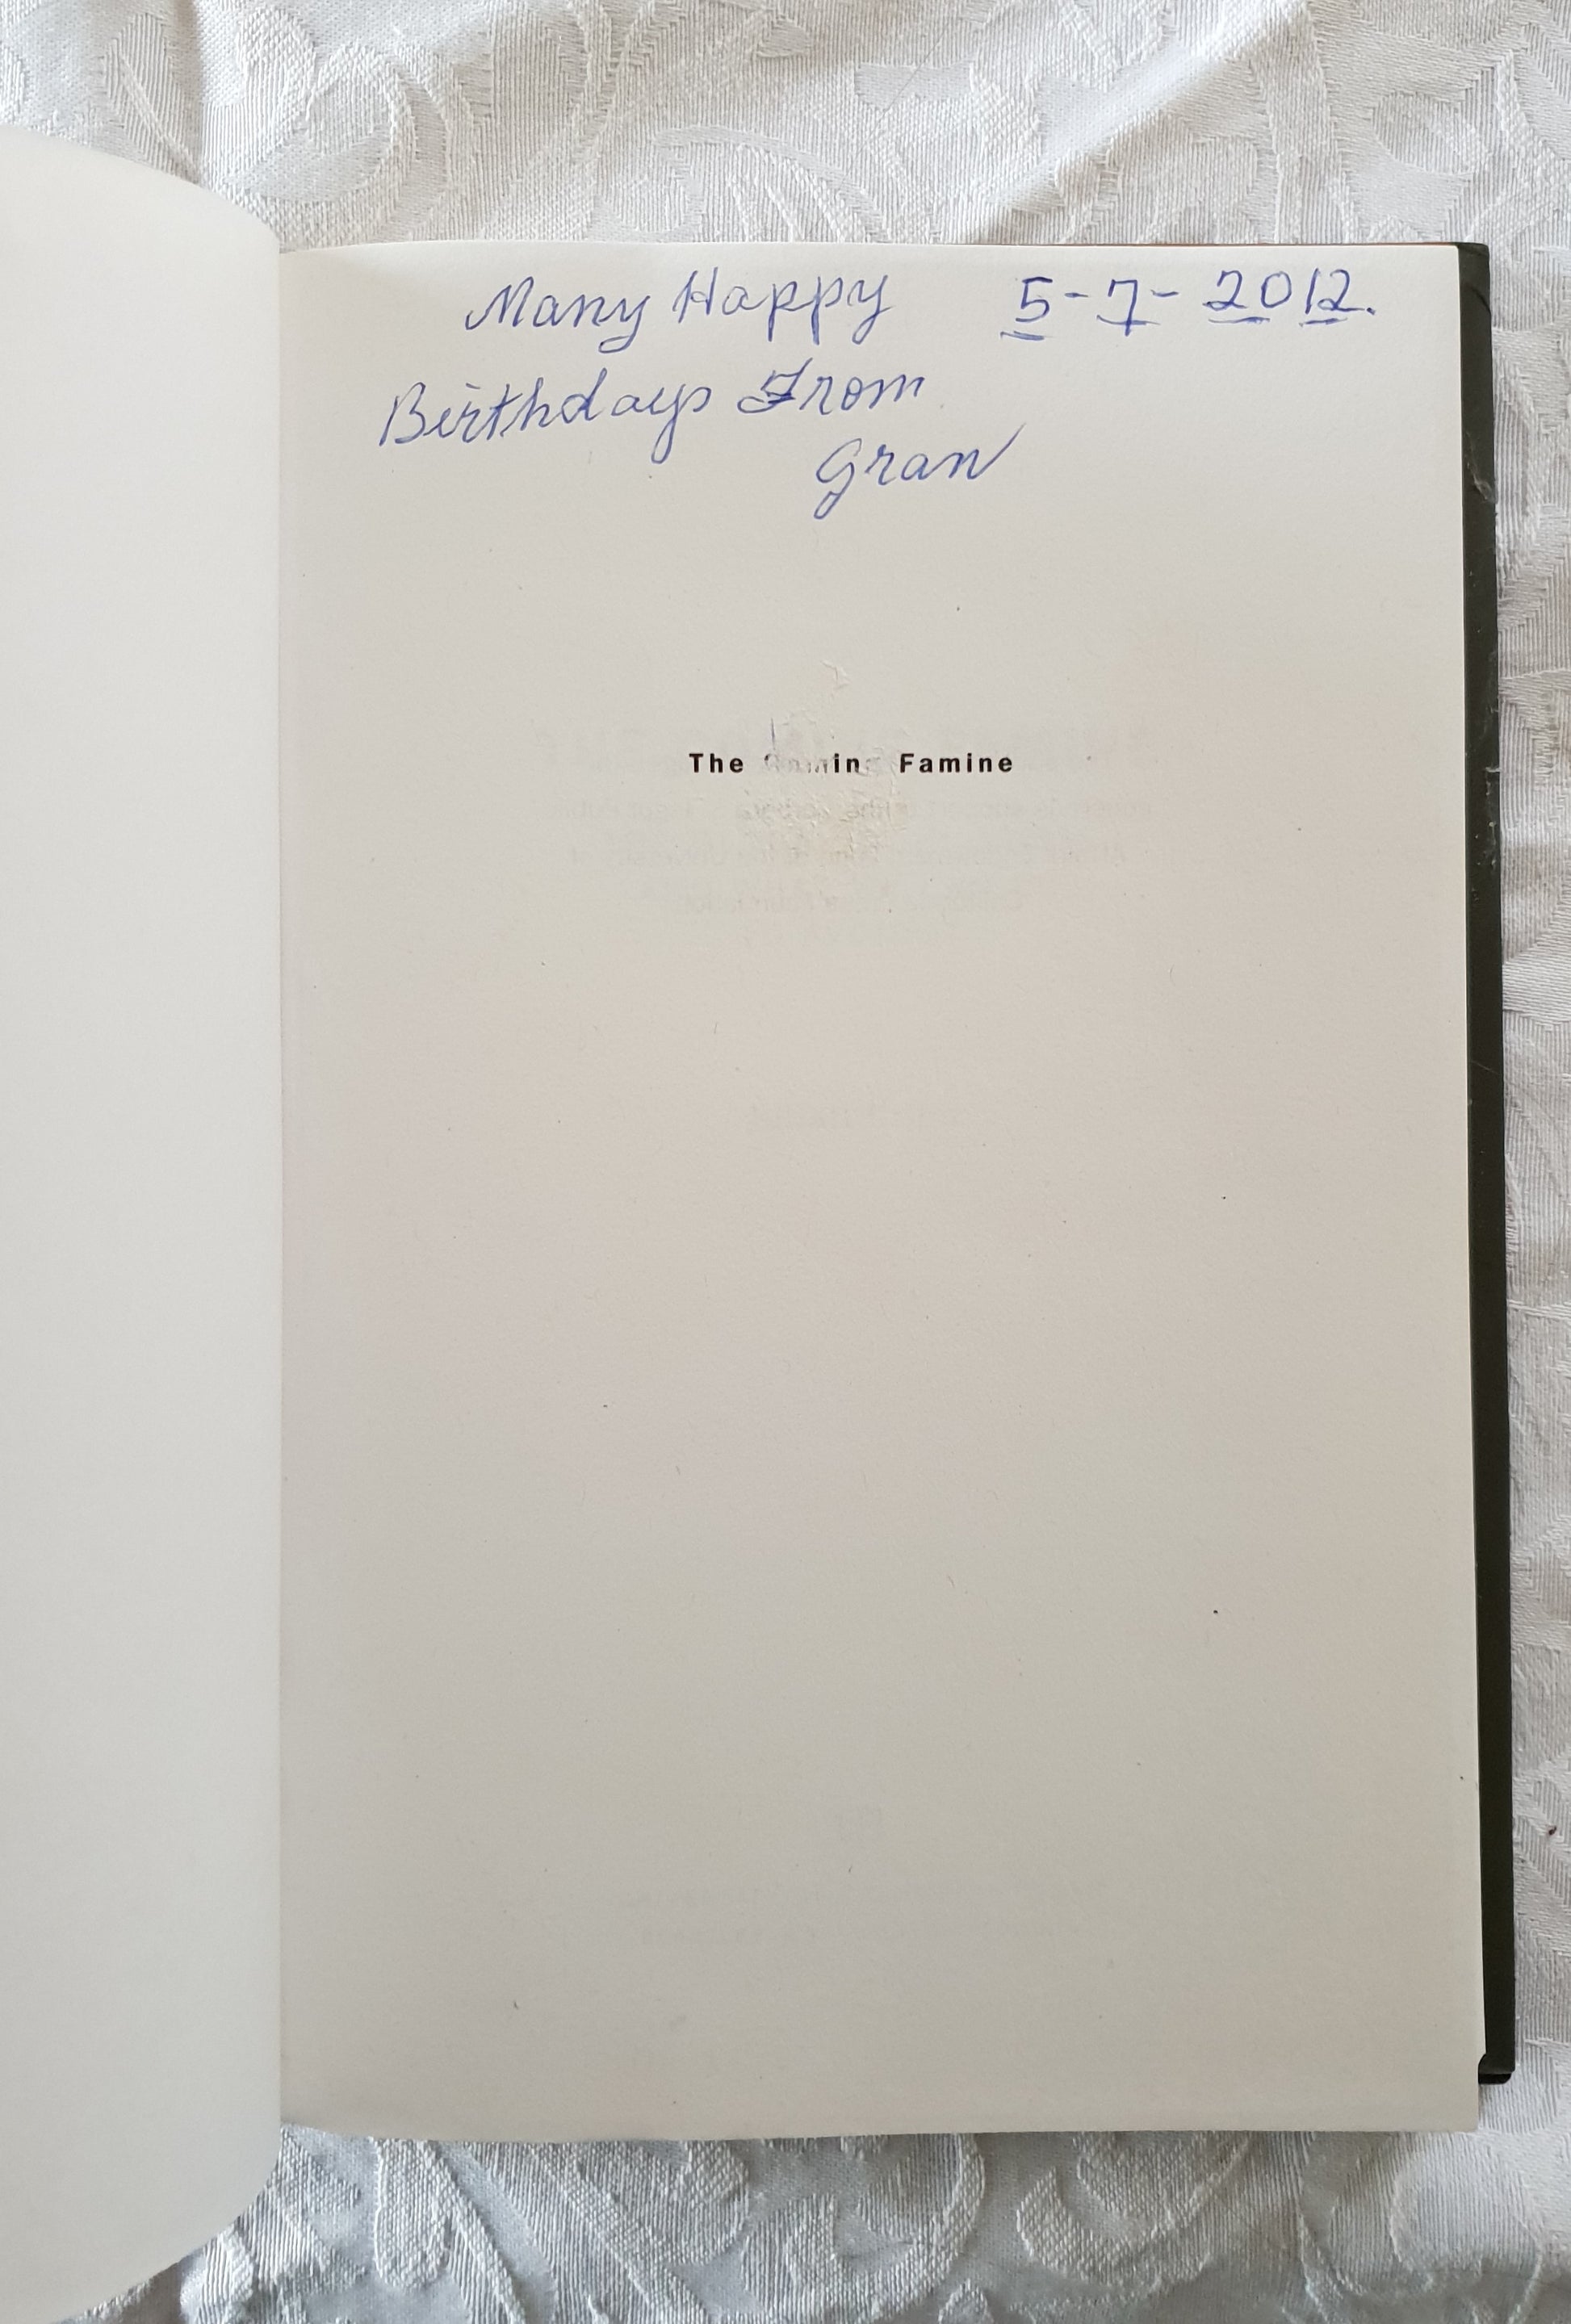 Many Happy 5-7-2012.
Birthdays From
Gran
The Coming Famine